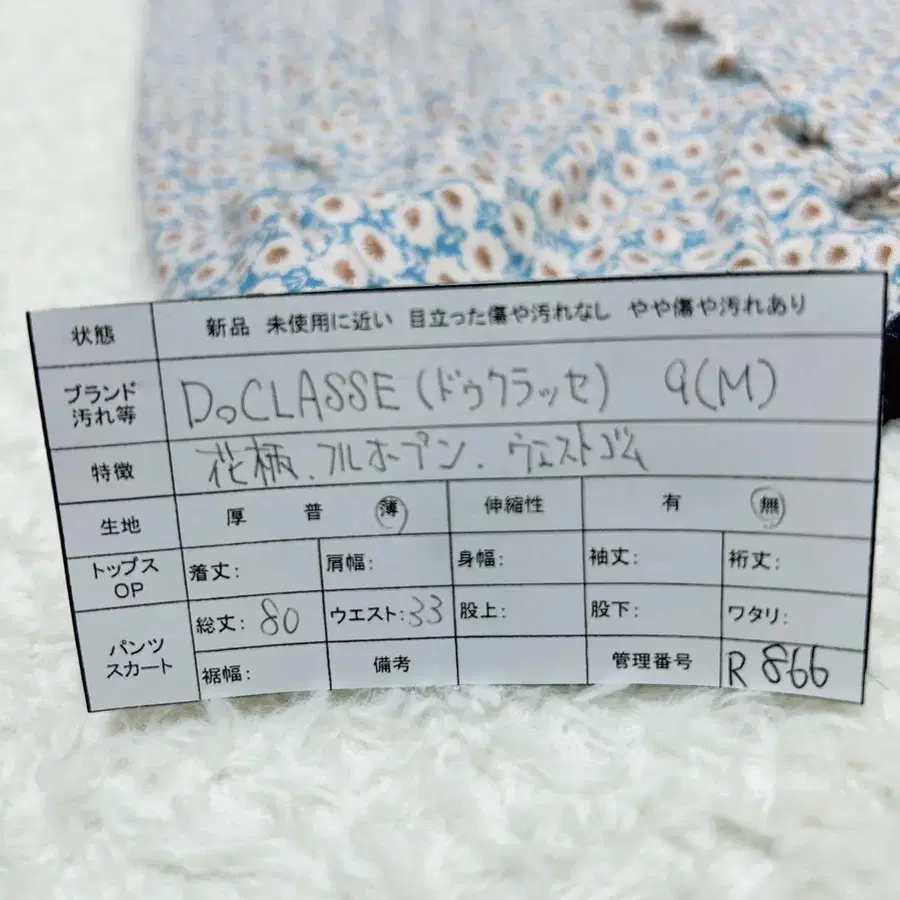 状態 新品 未使用に近い 目立った傷や汚れなし やや傷や汚れあり
ブランド
汚れ等 DoCLASSE (ドゥクラッセ) 9(M)
特徴 花柄、フルオープン、ウエストゴム
生地 厚 普 薄 伸縮性 有 無
トップス
OP 着丈: 肩幅: 身幅: 袖丈: 裄丈:
パンツ
スカート 総丈: 80 ウエスト: 33 股上: 股下: ワタリ:
裾幅: 備考 管理番号 R 866